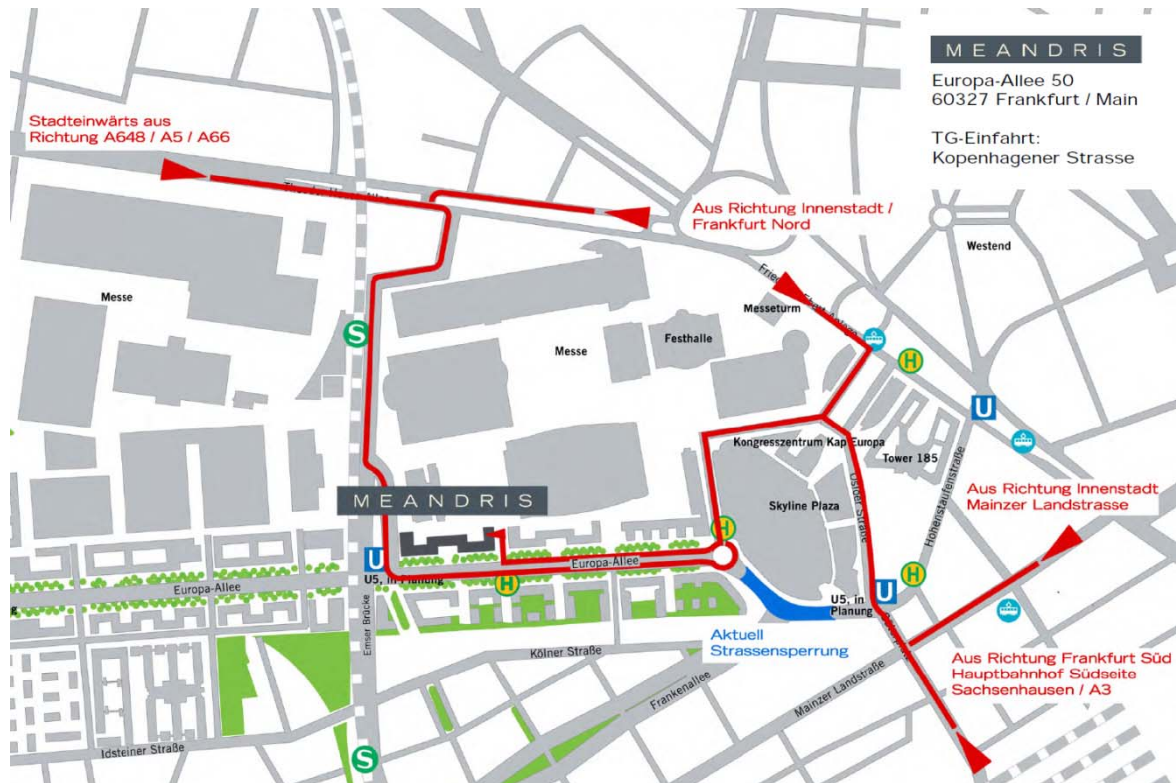 MEANDRIS
Europa-Allee 50
60327 Frankfurt / Main
TG-Einfahrt:
Kopenhagener Strasse
Stadteinwärts aus
Richtung A648 / A5 / A66
Aus Richtung Innenstadt /
Frankfurt Nord
Westend
Messe
S
Messeturm
Messe
Festhalle
H
U
Kongresszentrum Kap Europa
Tower 185
Osloer Straße
Hohenstaufenstraße
Skyline Plaza
Aus Richtung Innenstadt
Mainzer Landstrasse
MEANDRIS
H
U
U5, in Planung
H
Europa-Allee
Europa-Allee
H
U
U5, in
Planung
Emser Brücke
Aktuell
Strassensperrung
Kölner Straße
Frankenallee
Mainzer Landstraße
Aus Richtung Frankfurt Süd
Hauptbahnhof Südseite
Sachsenhausen / A3
Idsteiner Straße
S